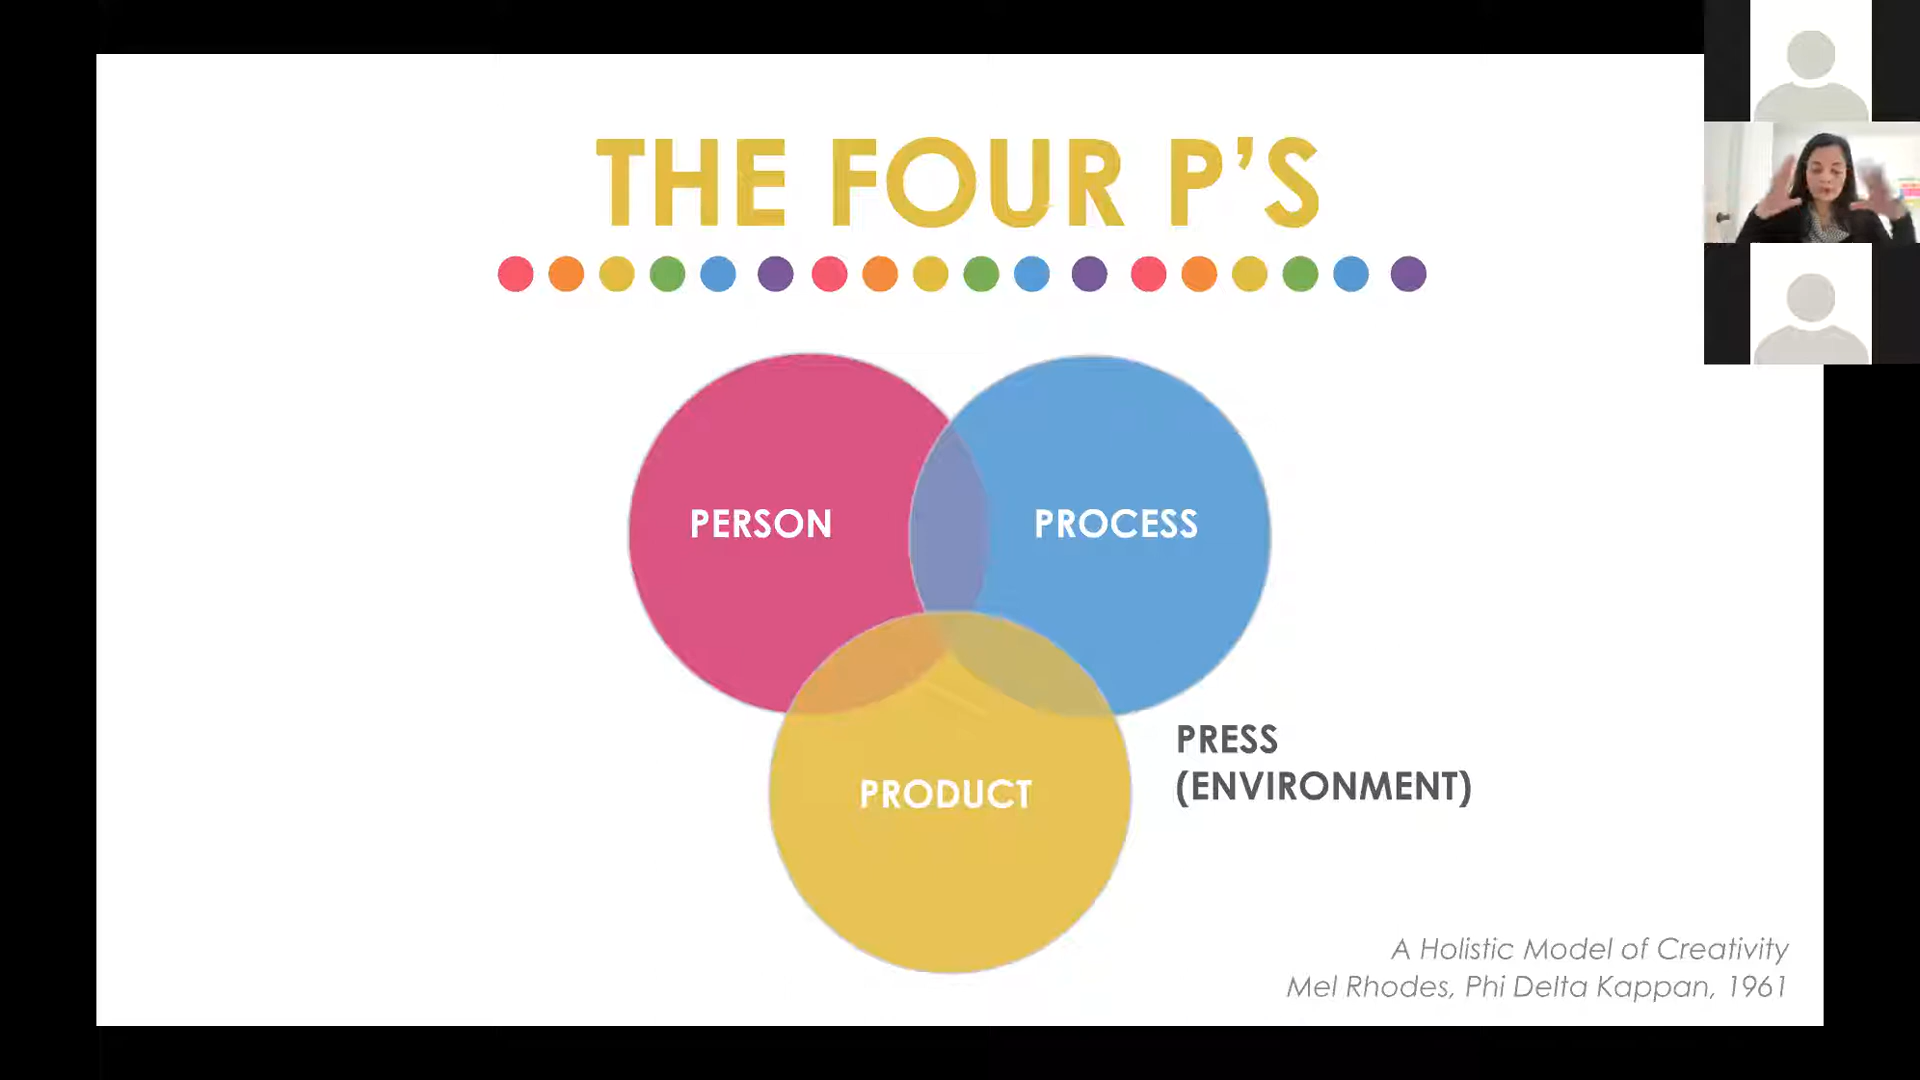 THE FOUR P’S
PERSON
PROCESS
PRODUCT
PRESS
(ENVIRONMENT)
A Holistic Model of Creativity
Mel Rhodes, Phi Delta Kappan, 1961